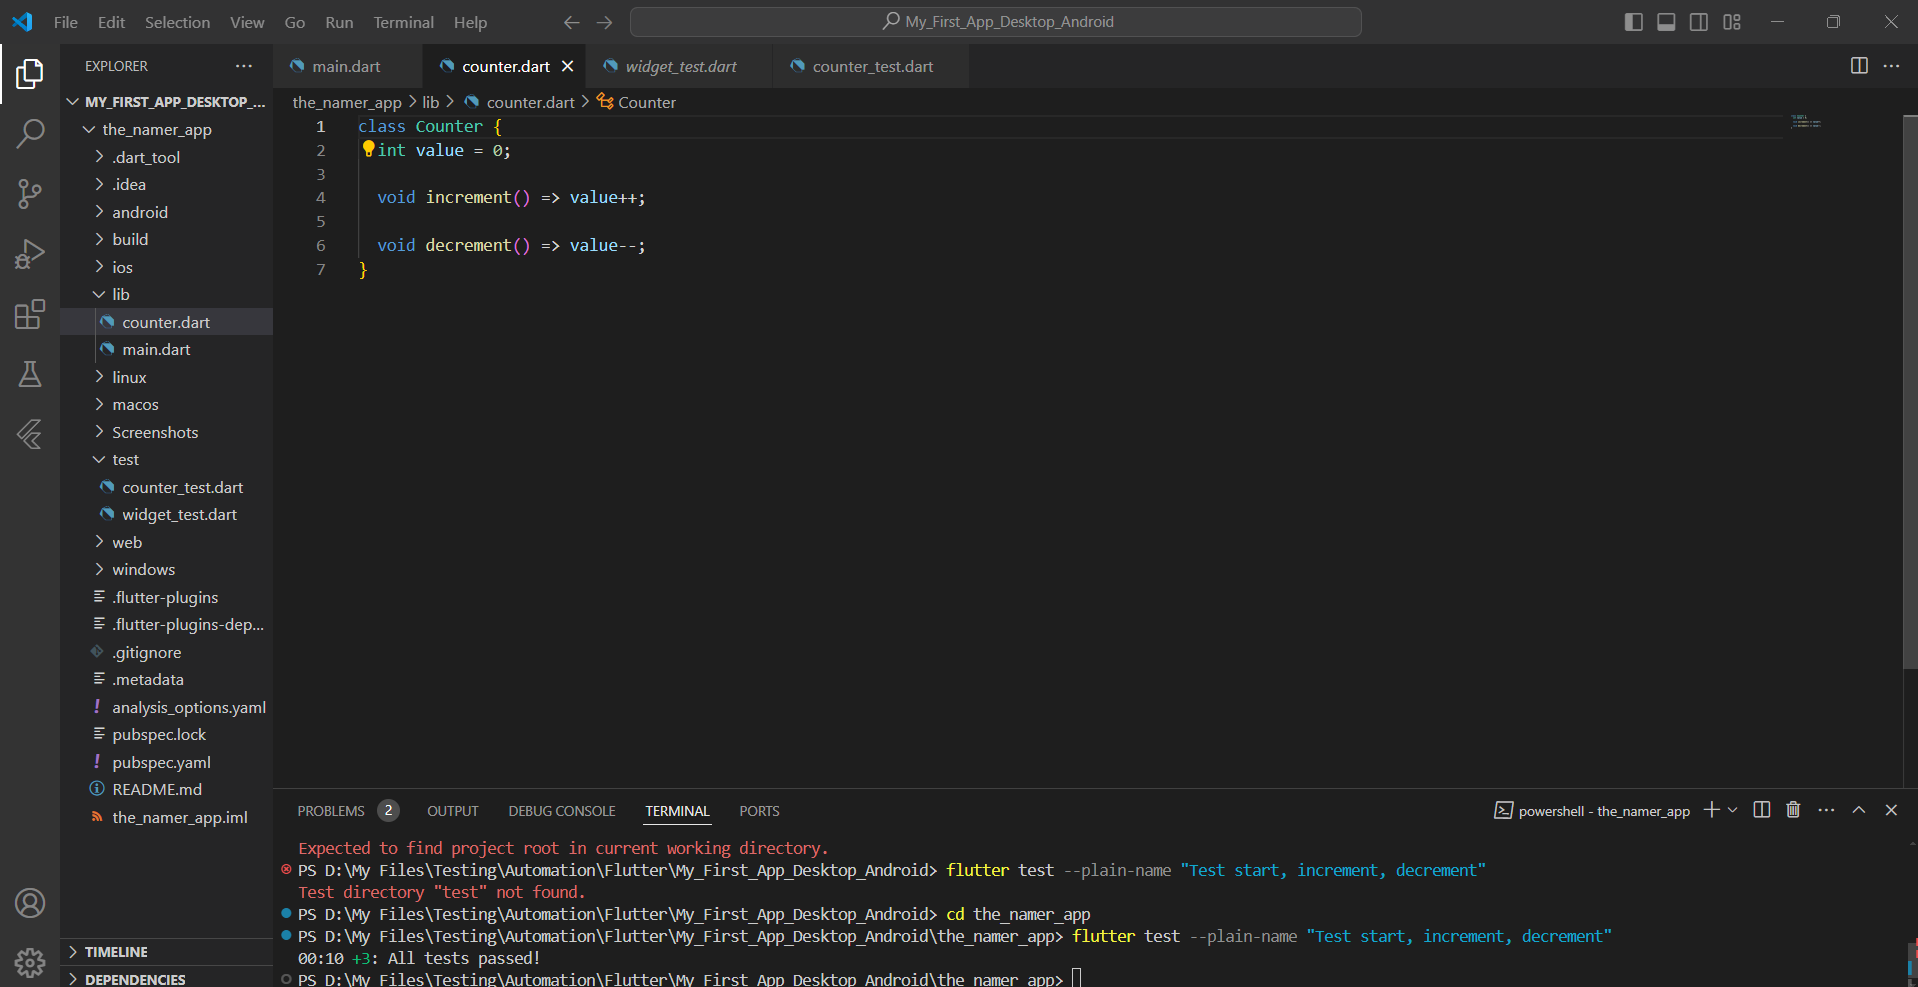 File Edit Selection View Go Run Terminal Help My_First_App_Desktop_Android
EXPLORER
MY_FIRST_APP_DESKTOP_...
the_namer_app
.dart_tool
.idea
android
build
ios
lib
counter.dart
main.dart
linux
macos
Screenshots
test
counter_test.dart
widget_test.dart
web
windows
.flutter-plugins
.flutter-plugins-dep...
.gitignore
.metadata
analysis_options.yaml
pubspec.lock
pubspec.yaml
README.md
the_namer_app.iml
TIMELINE
DEPENDENCIES
main.dart counter.dart widget_test.dart counter_test.dart
the_namer_app > lib > counter.dart > Counter
1 class Counter {
2 int value = 0;
3
4 void increment() => value++;
5
6 void decrement() => value--;
7 }
PROBLEMS 2 OUTPUT DEBUG CONSOLE TERMINAL PORTS powershell - the_namer_app
Expected to find project root in current working directory.
PS D:\My Files\Testing\Automation\Flutter\My_First_App_Desktop_Android> flutter test --plain-name "Test start, increment, decrement"
Test directory "test" not found.
PS D:\My Files\Testing\Automation\Flutter\My_First_App_Desktop_Android> cd the_namer_app
PS D:\My Files\Testing\Automation\Flutter\My_First_App_Desktop_Android\the_namer_app> flutter test --plain-name "Test start, increment, decrement"
00:10 +3: All tests passed!
PS D:\My Files\Testing\Automation\Flutter\My_First_App_Desktop_Android\the_namer_app>